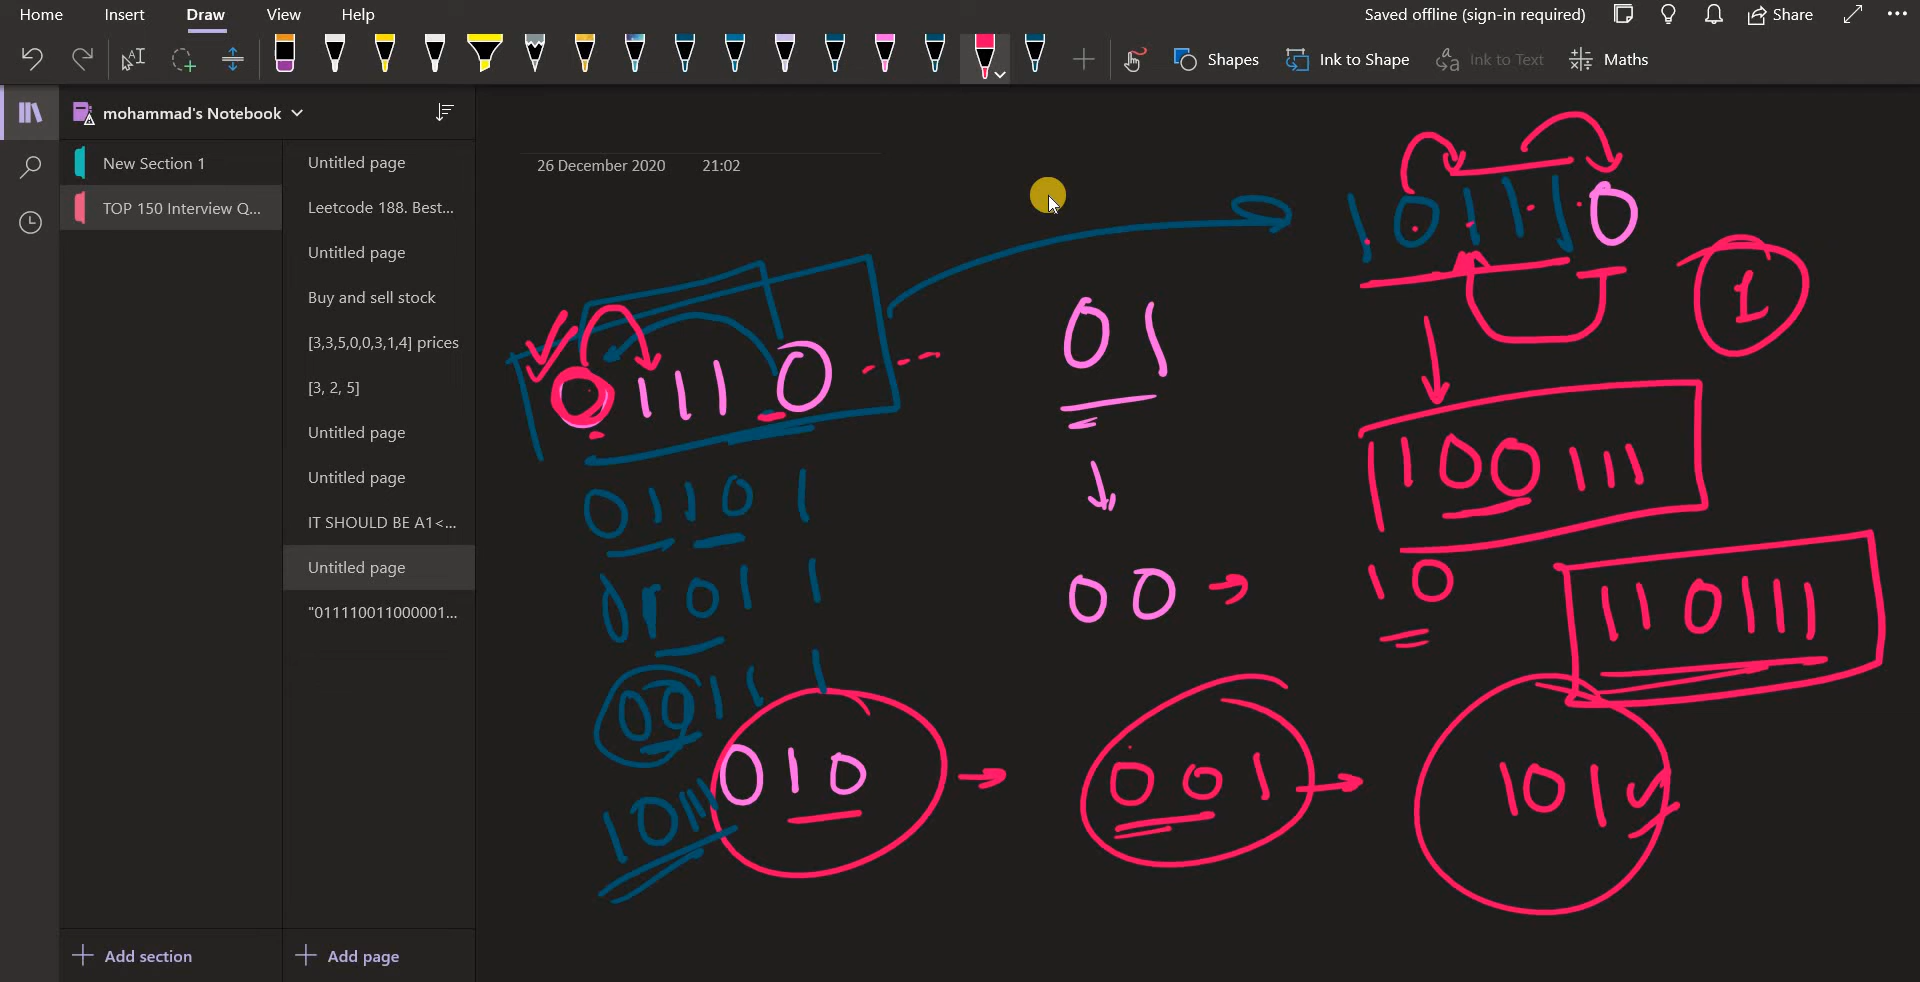 Home Insert Draw View Help
Saved offline (sign-in required) Share
Shapes Ink to Shape Ink to Text Maths
mohammad's Notebook
New Section 1
TOP 150 Interview Q...
Untitled page
Leetcode 188. Best...
Untitled page
Buy and sell stock
[3,3,5,0,0,3,1,4] prices
[3, 2, 5]
Untitled page
Untitled page
IT SHOULD BE A1<...
Untitled page
"011110011000001...
Add section
Add page
26 December 2020 21:02
101110
1
01110
01
100111
01101
01011
00
10
110111
00111
10111
010
001
101